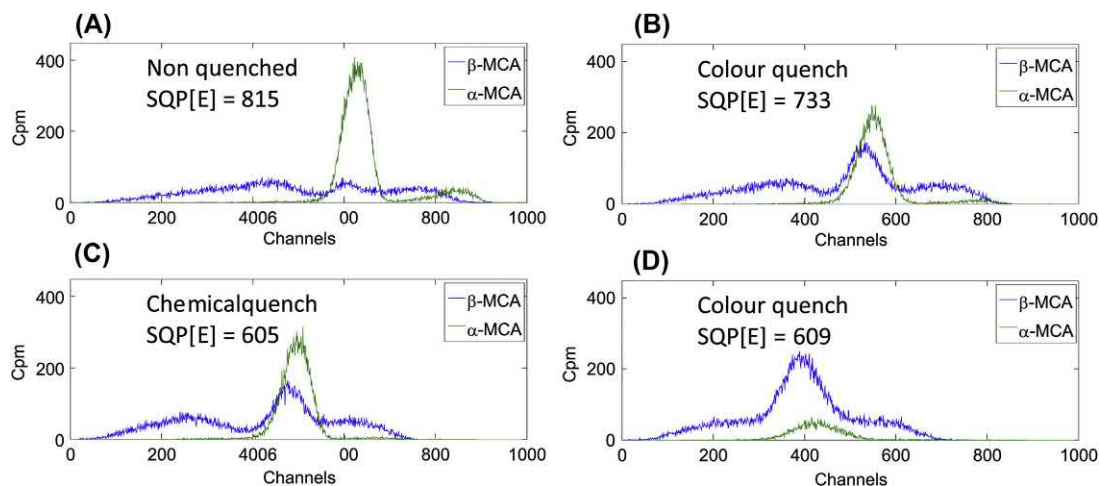 (A)
Non quenched
SQP[E] = 815
β-MCA
α-MCA
Cpm
400
200
0
0 200 4006 00 800 1000
Channels
(B)
Colour quench
SQP[E] = 733
β-MCA
α-MCA
Cpm
400
200
0
0 200 400 600 800 1000
Channels
(C)
Chemicalquench
SQP[E] = 605
β-MCA
α-MCA
Cpm
400
200
0
0 200 4006 00 800 1000
Channels
(D)
Colour quench
SQP[E] = 609
β-MCA
α-MCA
Cpm
400
200
0
0 200 400 600 800 1000
Channels